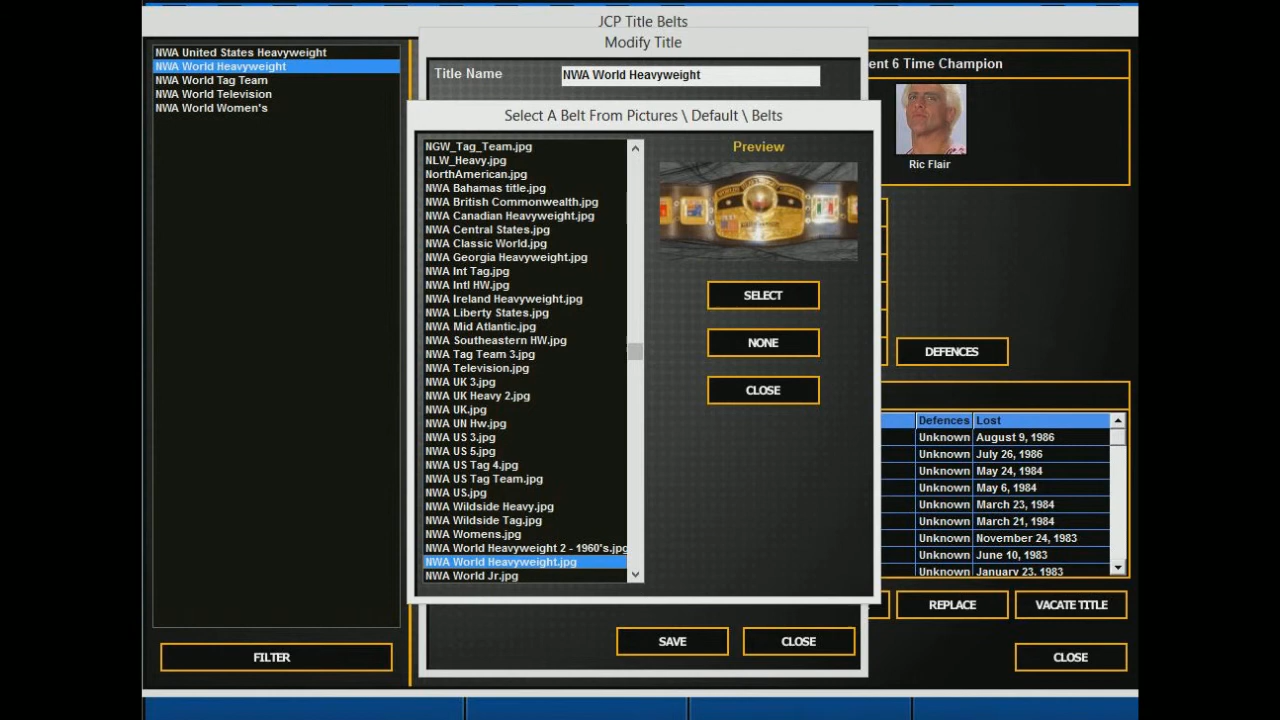 JCP Title Belts
NWA United States Heavyweight
NWA World Heavyweight
NWA World Tag Team
NWA World Television
NWA World Women's
FILTER
Modify Title
Title Name
NWA World Heavyweight
Select A Belt From Pictures \ Default \ Belts
NGW_Tag_Team.jpg
NLW_Heavy.jpg
NorthAmerican.jpg
NWA Bahamas title.jpg
NWA British Commonwealth.jpg
NWA Canadian Heavyweight.jpg
NWA Central States.jpg
NWA Classic World.jpg
NWA Georgia Heavyweight.jpg
NWA Int Tag.jpg
NWA Intl HW.jpg
NWA Ireland Heavyweight.jpg
NWA Liberty States.jpg
NWA Mid Atlantic.jpg
NWA Southeastern HW.jpg
NWA Tag Team 3.jpg
NWA Television.jpg
NWA UK 3.jpg
NWA UK Heavy 2.jpg
NWA UK.jpg
NWA UN Hw.jpg
NWA US 3.jpg
NWA US 5.jpg
NWA US Tag 4.jpg
NWA US Tag Team.jpg
NWA US.jpg
NWA Wildside Heavy.jpg
NWA Wildside Tag.jpg
NWA Womens.jpg
NWA World Heavyweight 2 - 1960's.jpg
NWA World Heavyweight.jpg
NWA World Jr.jpg
Preview
SELECT
NONE
CLOSE
SAVE
CLOSE
ent 6 Time Champion
Ric Flair
DEFENCES
Defences Lost
Unknown August 9, 1986
Unknown July 26, 1986
Unknown May 24, 1984
Unknown May 6, 1984
Unknown March 23, 1984
Unknown March 21, 1984
Unknown November 24, 1983
Unknown June 10, 1983
Unknown January 23, 1983
REPLACE
VACATE TITLE
CLOSE